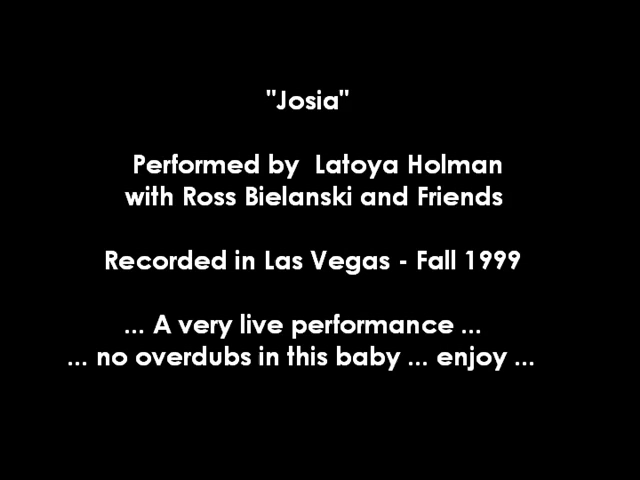 "Josia"
Performed by Latoya Holman
with Ross Bielanski and Friends
Recorded in Las Vegas - Fall 1999
... A very live performance ...
... no overdubs in this baby ... enjoy ...